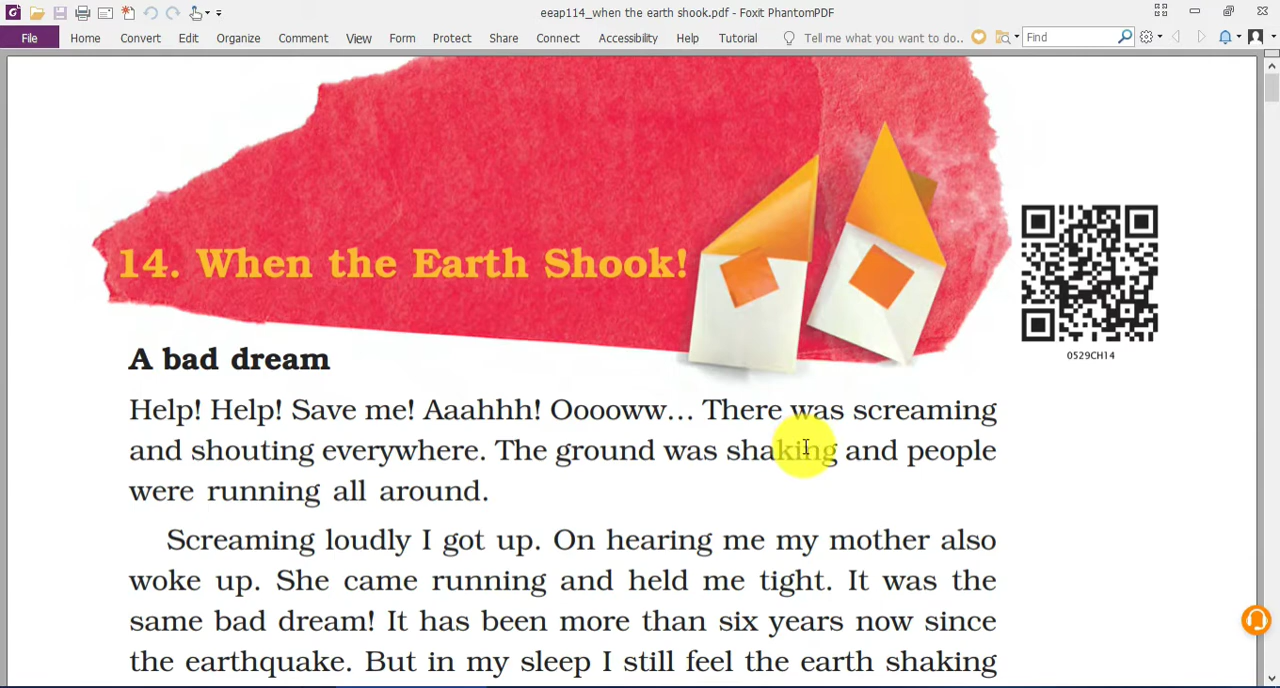 eeap114_when the earth shook.pdf - Foxit PhantomPDF
File Home Convert Edit Organize Comment View Form Protect Share Connect Accessibility Help Tutorial Tell me what you want to do.. Find
14. When the Earth Shook!
0529CH14
A bad dream
Help! Help! Save me! Aaahhh! Ooooww... There was screaming
and shouting everywhere. The ground was shaking and people
were running all around.
Screaming loudly I got up. On hearing me my mother also
woke up. She came running and held me tight. It was the
same bad dream! It has been more than six years now since
the earthquake. But in my sleep I still feel the earth shaking